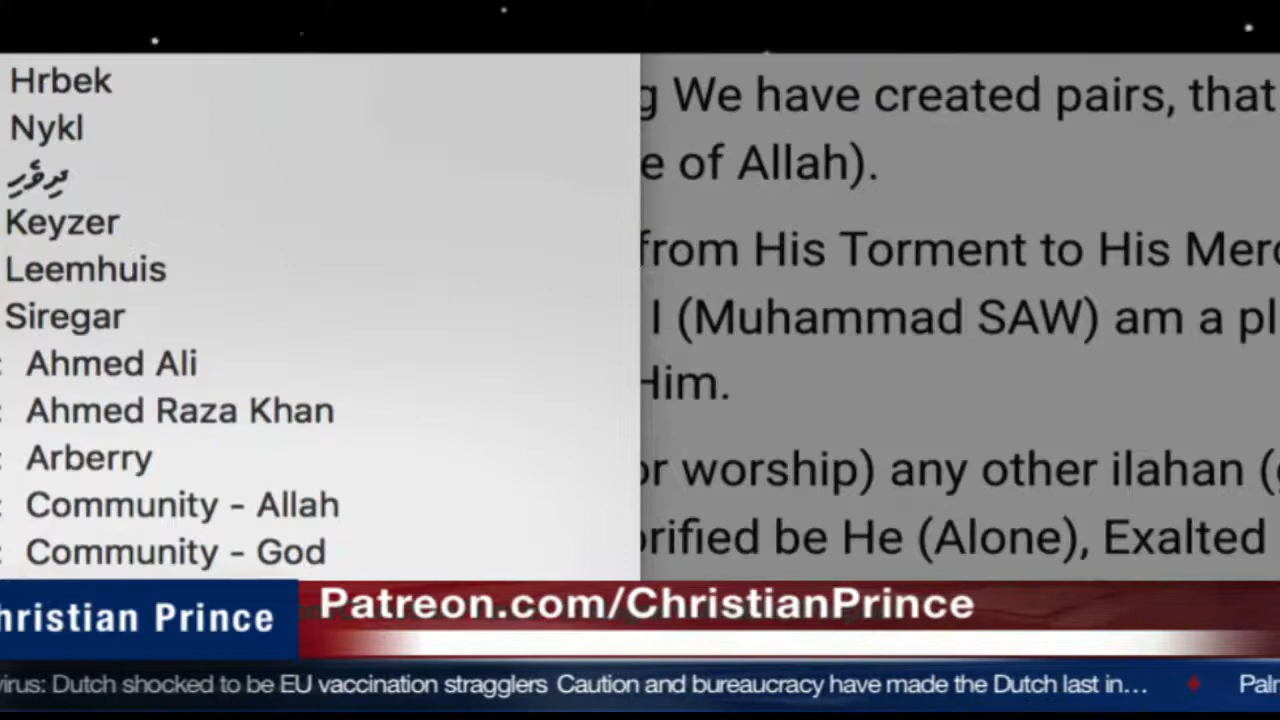 Hrbek
Nykl
ދިވެހި
Keyzer
Leemhuis
Siregar
: Ahmed Ali
: Ahmed Raza Khan
: Arberry
: Community - Allah
: Community - God
g We have created pairs, that
e of Allah).
from His Torment to His Merc
I (Muhammad SAW) am a pl
Him.
or worship) any other ilahan (
orified be He (Alone), Exalted
hristian Prince
Patreon.com/ChristianPrince
virus: Dutch shocked to be EU vaccination stragglers Caution and bureaucracy have made the Dutch last in… Paln